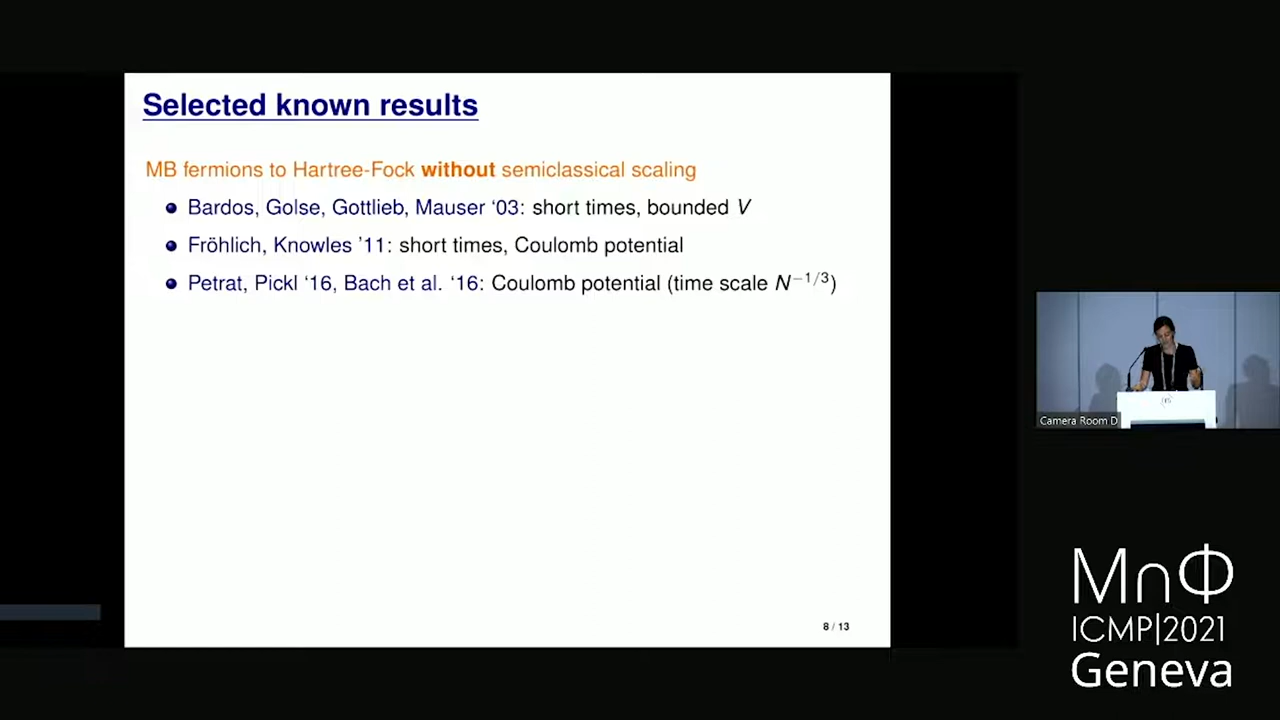 Selected known results
MB fermions to Hartree-Fock without semiclassical scaling
Bardos, Golse, Gottlieb, Mauser ‘03: short times, bounded V
Fröhlich, Knowles ’11: short times, Coulomb potential
Petrat, Pickl ‘16, Bach et al. ‘16: Coulomb potential (time scale N⁻¹/³)
8 / 13
Camera Room D
M∩Φ
ICMP|2021
Geneva